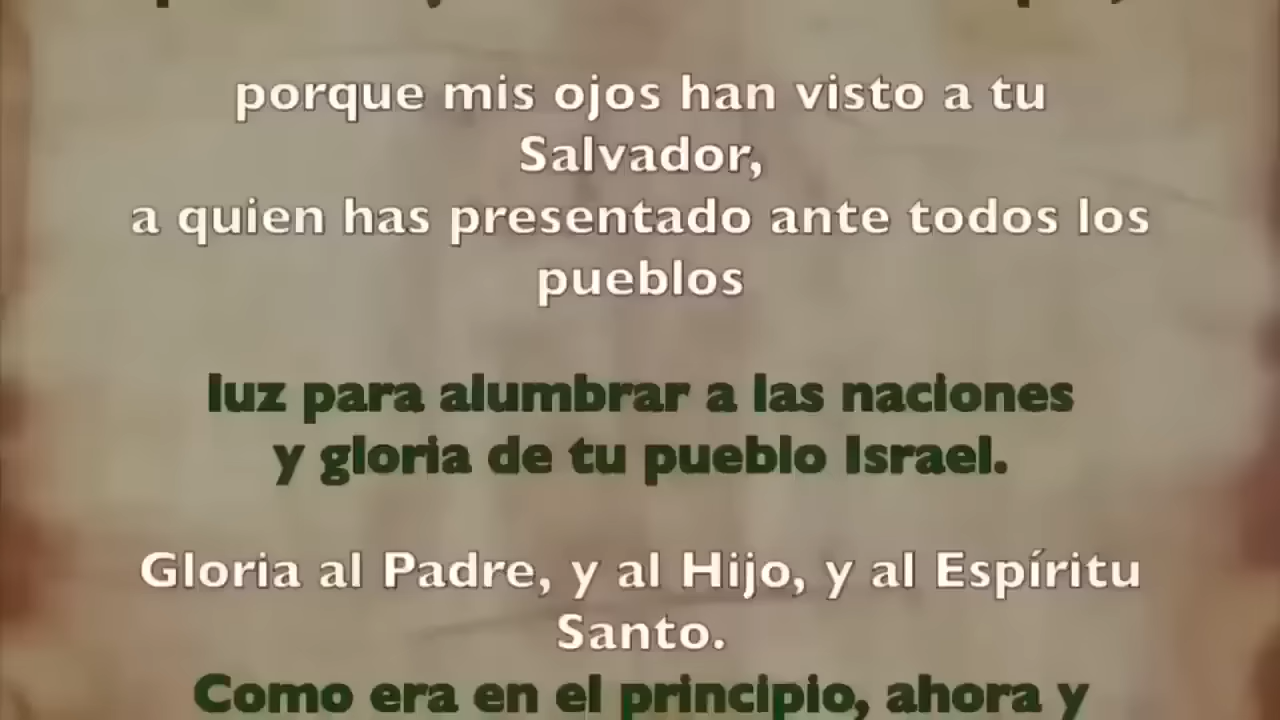 porque mis ojos han visto a tu
Salvador,
a quien has presentado ante todos los
pueblos
luz para alumbrar a las naciones
y gloria de tu pueblo Israel.
Gloria al Padre, y al Hijo, y al Espíritu
Santo.
Como era en el principio, ahora y